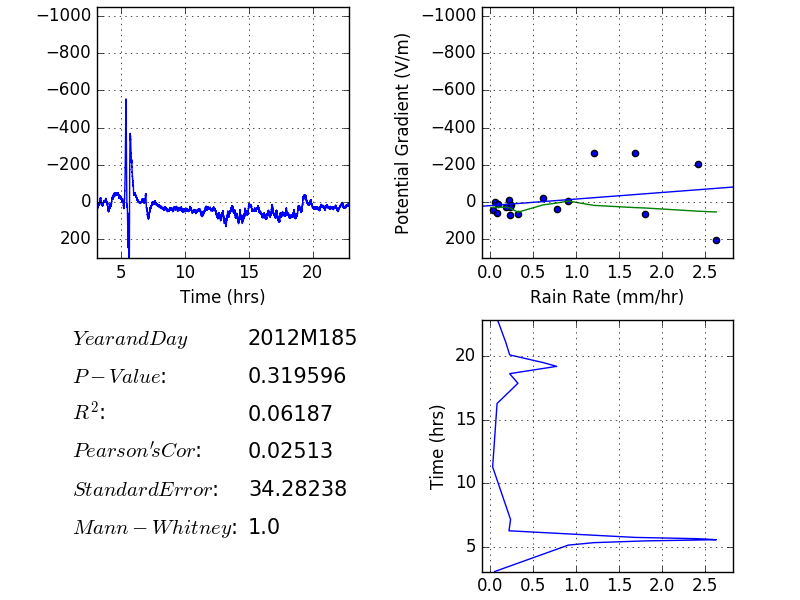 −1000
−800
−600
−400
−200
0
200
5 10 15 20
Time (hrs)
Potential Gradient (V/m)
−1000
−800
−600
−400
−200
0
200
0.0 0.5 1.0 1.5 2.0 2.5
Rain Rate (mm/hr)
YearandDay 2012M185
P−Value: 0.319596
R²: 0.06187
Pearson'sCor: 0.02513
StandardError: 34.28238
Mann−Whitney: 1.0
Time (hrs)
20
15
10
5
0.0 0.5 1.0 1.5 2.0 2.5